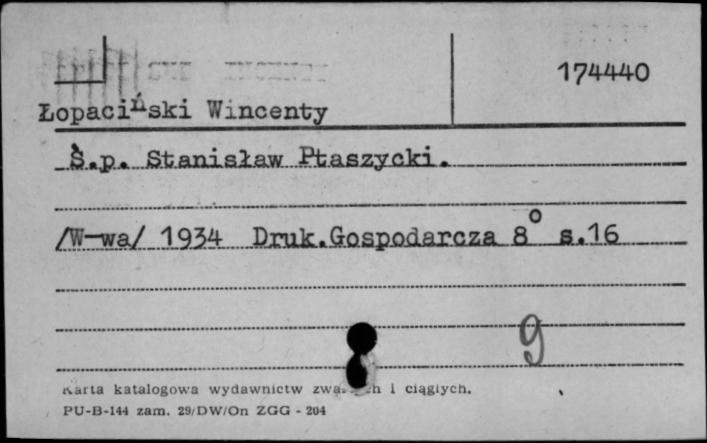 174440
Łopaciński Wincenty
Ś.p. Stanisław Ptaszycki.
/W-wa/ 1934 Druk.Gospodarcza 8° s.16
9
Karta katalogowa wydawnictw i ciągłych.
PU-B-144 zam. 29/DW/On ZGG - 204